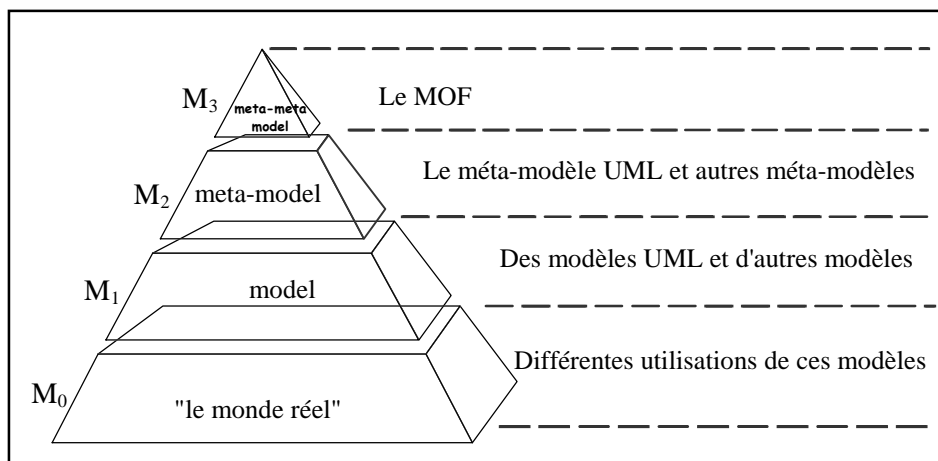 M3
meta-meta
model
Le MOF
M2
meta-model
Le méta-modèle UML et autres méta-modèles
M1
model
Des modèles UML et d'autres modèles
M0
"le monde réel"
Différentes utilisations de ces modèles